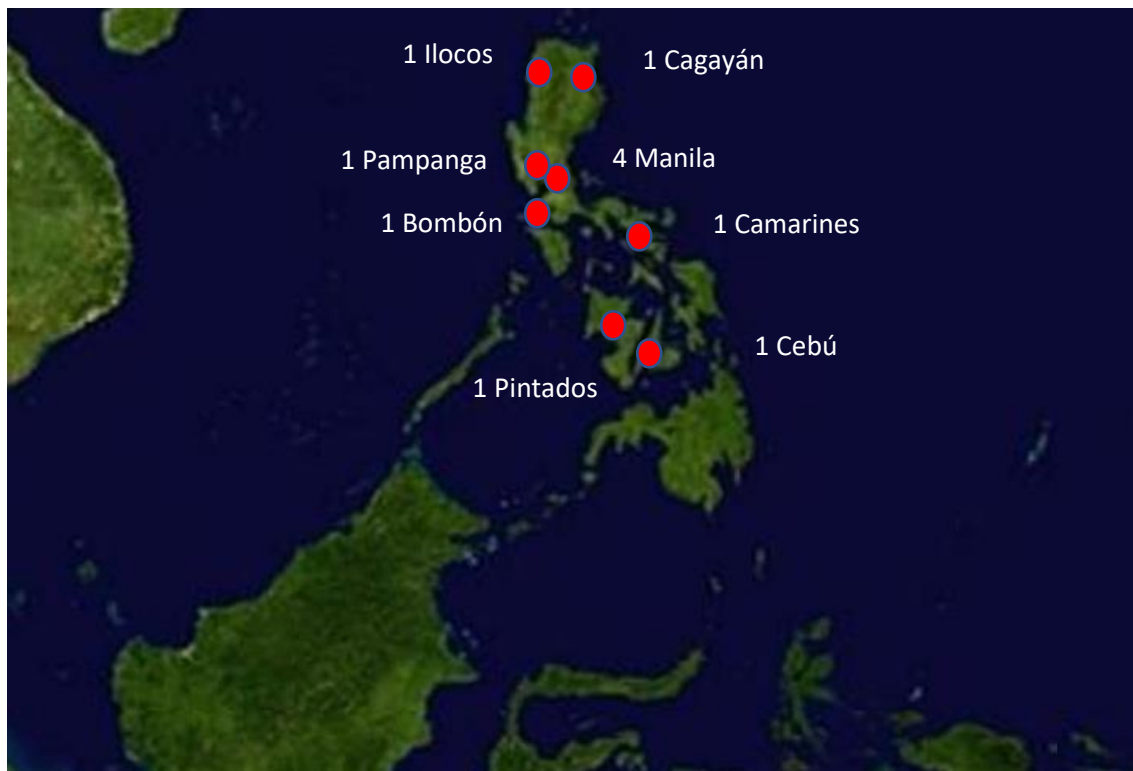 1 Ilocos
1 Cagayán
1 Pampanga
4 Manila
1 Bombón
1 Camarines
1 Cebú
1 Pintados